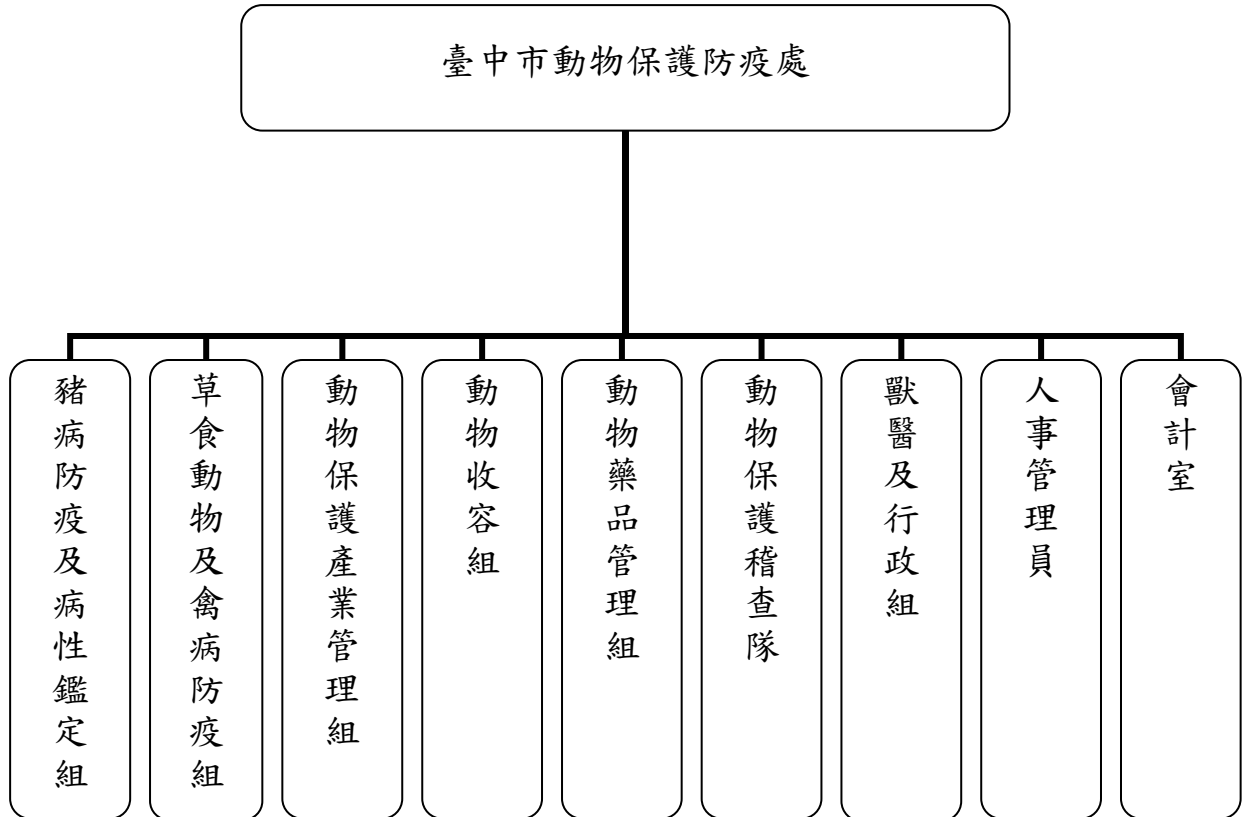 臺中市動物保護防疫處
豬病防疫及病性鑑定組
草食動物及禽病防疫組
動物保護產業管理組
動物收容組
動物藥品管理組
動物保護稽查隊
獸醫及行政組
人事管理員
會計室